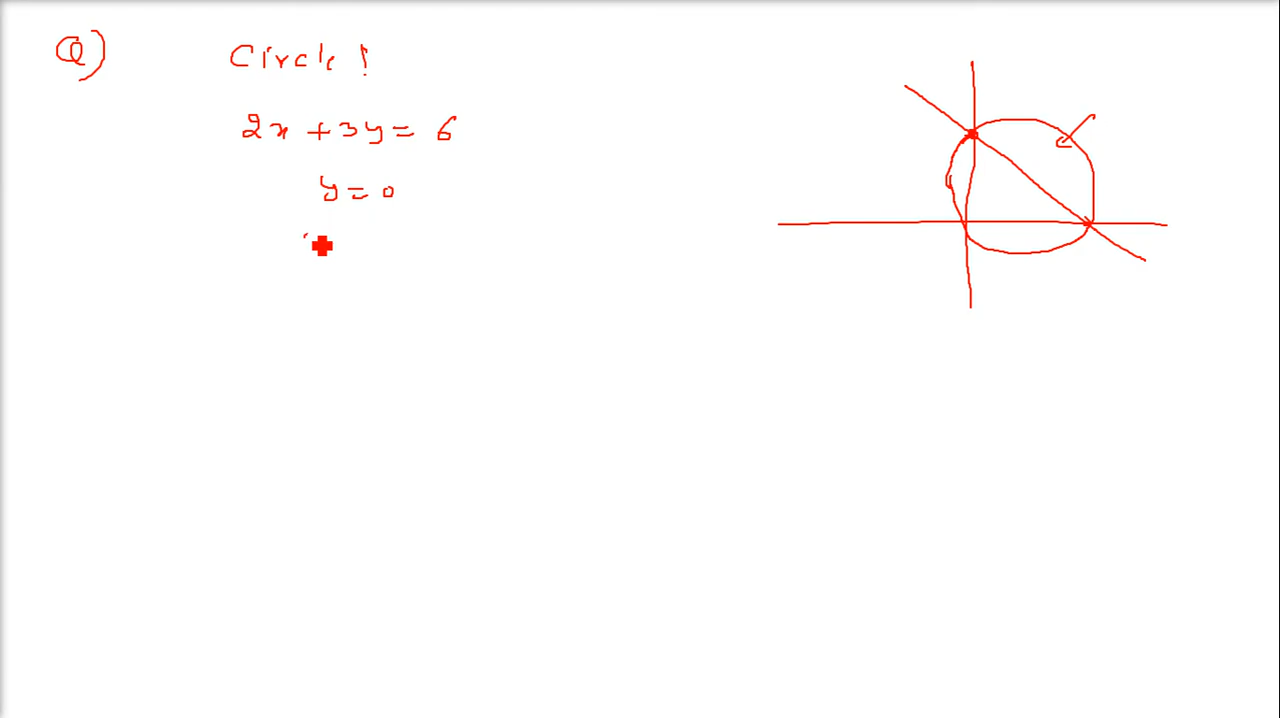 Q) Circle!
2x + 3y = 6
y = 0